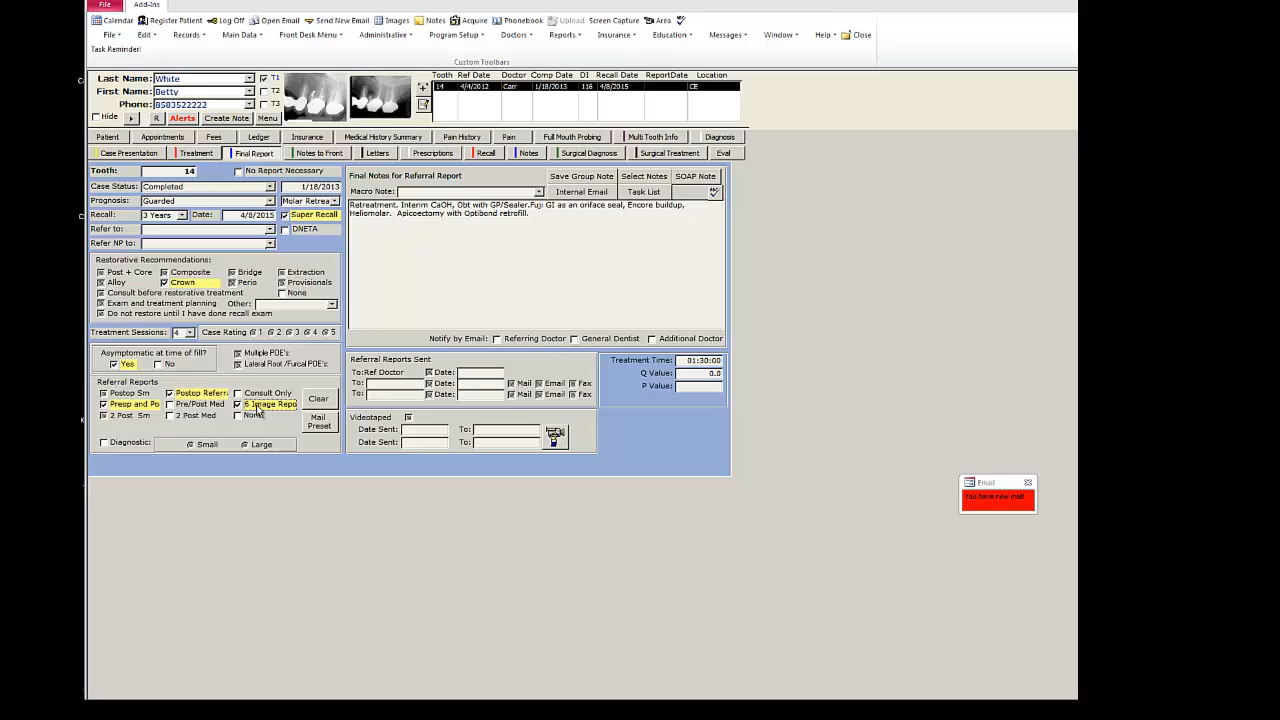 File Add-Ins
Calendar Register Patient Log Off Open Email Send New Email Images Notes Acquire Phonebook Upload Screen Capture Area
File Edit Records Main Data Front Desk Menu Administrative Program Setup Doctors Reports Insurance Education Messages Window Help Close
Task Reminder!
Custom Toolbars
Last Name: White T1
First Name: Betty T2
Phone: 8583522222 T3
Hide R Alerts Create Note Menu
Tooth Ref Date Doctor Comp Date DI Recall Date ReportDate Location
14 4/4/2012 Carr 1/18/2013 116 4/8/2015 CE
Patient Appointments Fees Ledger Insurance Medical History Summary Pain History Pain Full Mouth Probing Multi Tooth Info Diagnosis
Case Presentation Treatment Final Report Notes to Front Letters Prescriptions Recall Notes Surgical Diagnosis Surgical Treatment Eval
Tooth: 14 No Report Necessary
Case Status: Completed 1/18/2013
Prognosis: Guarded Molar Retrea
Recall: 3 Years Date: 4/8/2015 Super Recall
Refer to: DNETA
Refer NP to:
Restorative Recommendations:
Post + Core Composite Bridge Extraction
Alloy Crown Perio Provisionals
Consult before restorative treatment None
Exam and treatment planning Other:
Do not restore until I have done recall exam
Treatment Sessions: 4 Case Rating 1 2 3 4 5
Asymptomatic at time of fill? Multiple POE's:
Yes No Lateral Root /Furcal POE's:
Referral Reports
Postop Sm Postop Referr Consult Only
Preop and Po Pre/Post Med 6 Image Repo
2 Post Sm 2 Post Med None
Clear
Mail Preset
Diagnostic: Small Large
Final Notes for Referral Report Save Group Note Select Notes SOAP Note
Macro Note: Internal Email Task List
Retreatment. Interim CaOH, Obt with GP/Sealer.Fuji GI as an oriface seal, Encore buildup,
Heliomolar. Apicoectomy with Optibond retrofill.
Notify by Email: Referring Doctor General Dentist Additional Doctor
Referral Reports Sent
To:Ref Doctor Date:
To: Date: Mail Email Fax
To: Date: Mail Email Fax
Videotaped
Date Sent: To:
Date Sent: To:
Treatment Time: 01:30:00
Q Value: 0.0
P Value:
Email
You have new mail